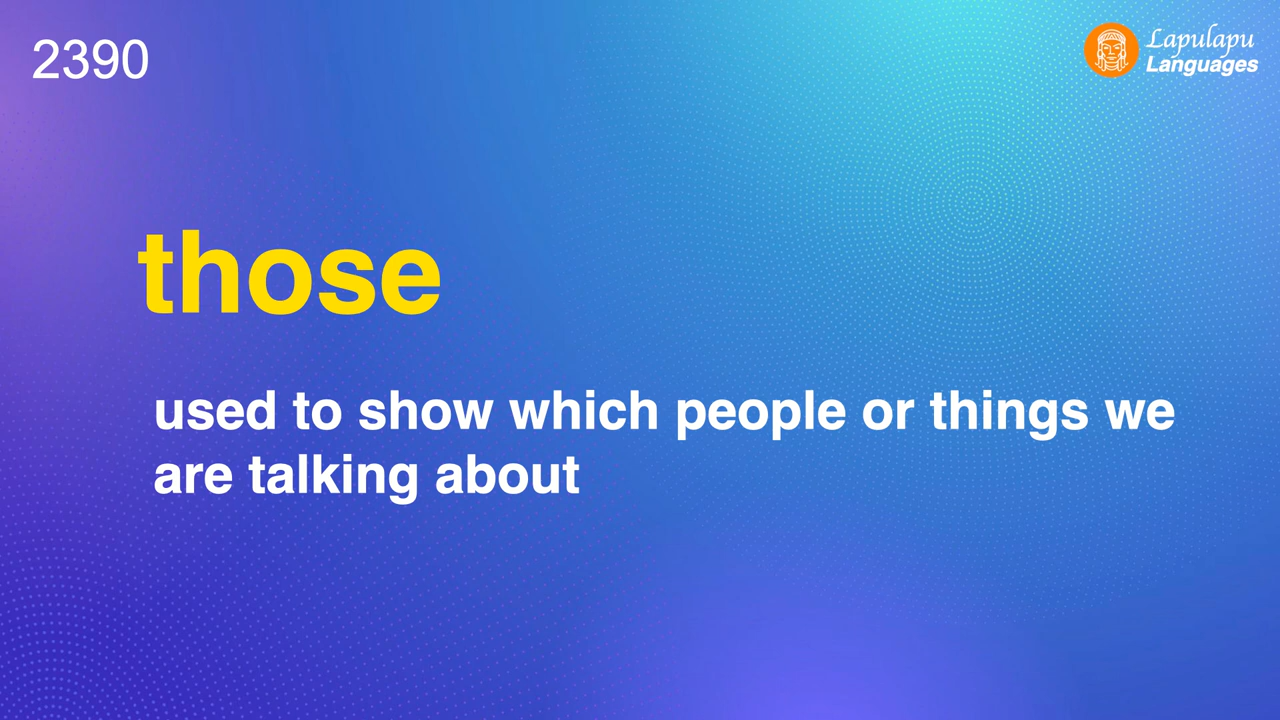 2390
Lapulapu
Languages
those
used to show which people or things we
are talking about